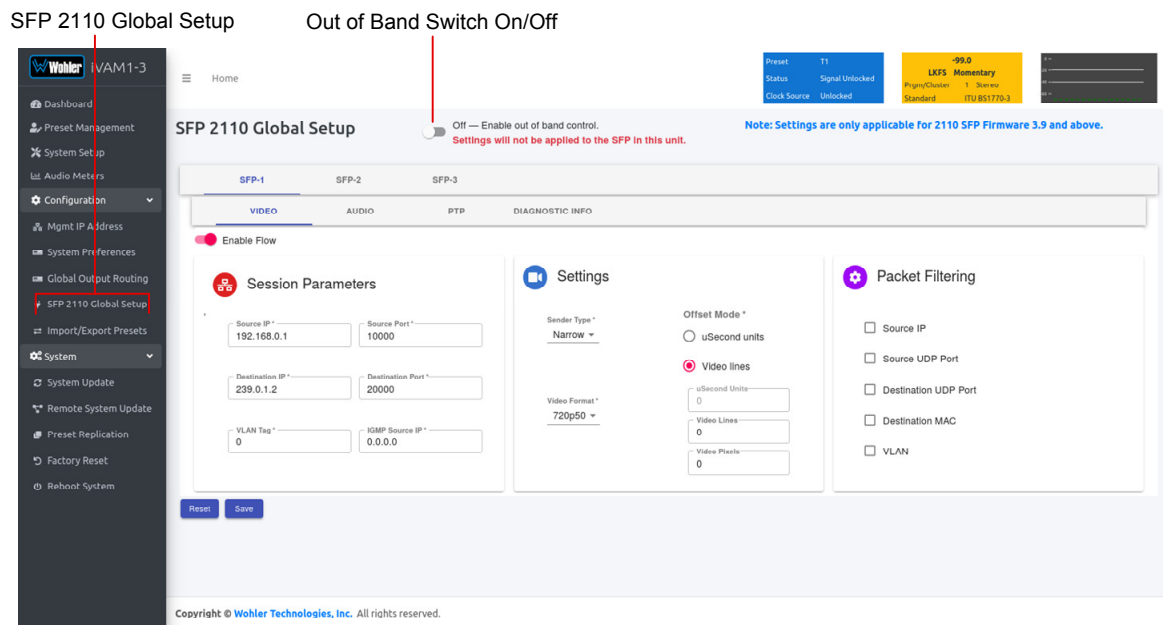 SFP 2110 Global Setup
Out of Band Switch On/Off
Wohler iVAM1-3
Dashboard
Preset Management
System Setup
Audio Meters
Configuration
Mgmt IP Address
System Preferences
Global Output Routing
SFP 2110 Global Setup
Import/Export Presets
System
System Update
Remote System Update
Preset Replication
Factory Reset
Reboot System
Home
Preset T1
Status Signal Unlocked
Clock Source Unlocked
-99.0
LKFS Momentary
Prgm/Cluster 1 Stereo
Standard ITU BS1770-3
SFP 2110 Global Setup
Off — Enable out of band control.
Settings will not be applied to the SFP in this unit.
Note: Settings are only applicable for 2110 SFP Firmware 3.9 and above.
SFP-1 SFP-2 SFP-3
VIDEO AUDIO PTP DIAGNOSTIC INFO
Enable Flow
Session Parameters
Source IP * Source Port *
192.168.0.1 10000
Destination IP * Destination Port *
239.0.1.2 20000
VLAN Tag * IGMP Source IP *
0 0.0.0.0
Settings
Sender Type *
Narrow
Video Format *
720p50
Offset Mode *
uSecond units
Video lines
uSecond Units
0
Video Lines
0
Video Pixels
0
Packet Filtering
Source IP
Source UDP Port
Destination UDP Port
Destination MAC
VLAN
Reset Save
Copyright © Wohler Technologies, Inc. All rights reserved.